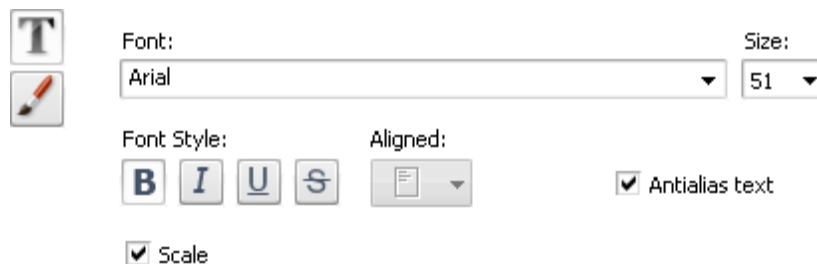 T
Font: Size:
Arial 51
Font Style: Aligned:
B I U S
Antialias text
Scale